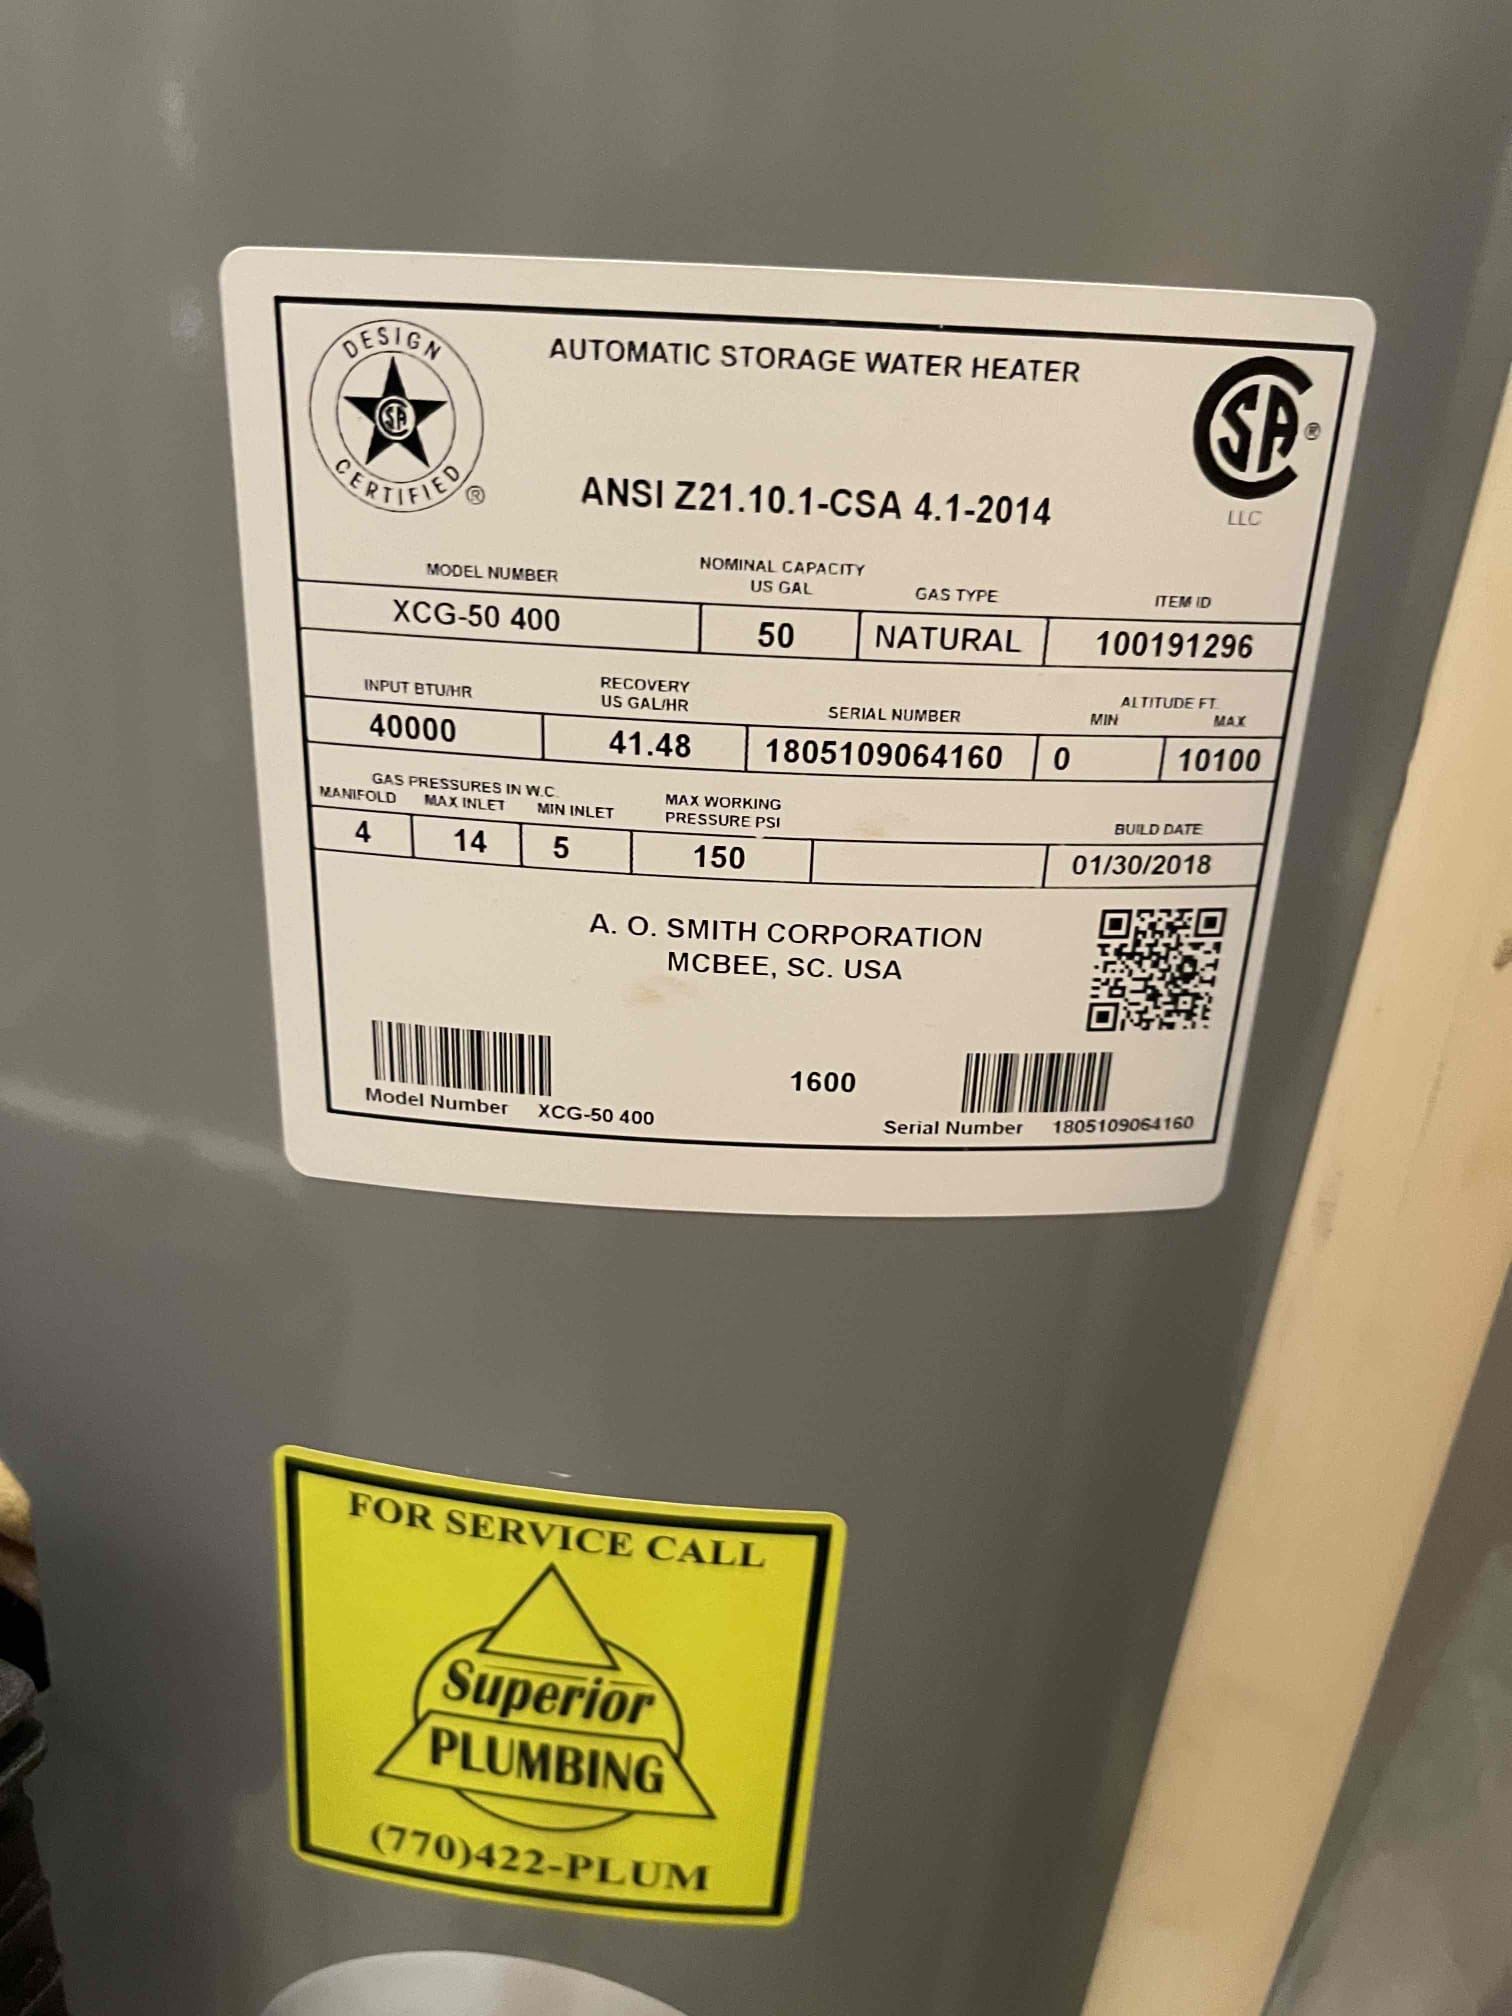 DESIGN
CERTIFIED ®
AUTOMATIC STORAGE WATER HEATER
SA ®
LLC
ANSI Z21.10.1-CSA 4.1-2014
MODEL NUMBER NOMINAL CAPACITY US GAL GAS TYPE ITEM ID
XCG-50 400 50 NATURAL 100191296
INPUT BTU/HR RECOVERY US GAL/HR SERIAL NUMBER ALTITUDE FT. MIN MAX
40000 41.48 1805109064160 0 10100
GAS PRESSURES IN W.C.
MANIFOLD MAX INLET MIN INLET MAX WORKING PRESSURE PSI BUILD DATE
4 14 5 150 01/30/2018
A. O. SMITH CORPORATION
MCBEE, SC. USA
1600
Model Number XCG-50 400
Serial Number 1805109064160
FOR SERVICE CALL
Superior
PLUMBING
(770)422-PLUM